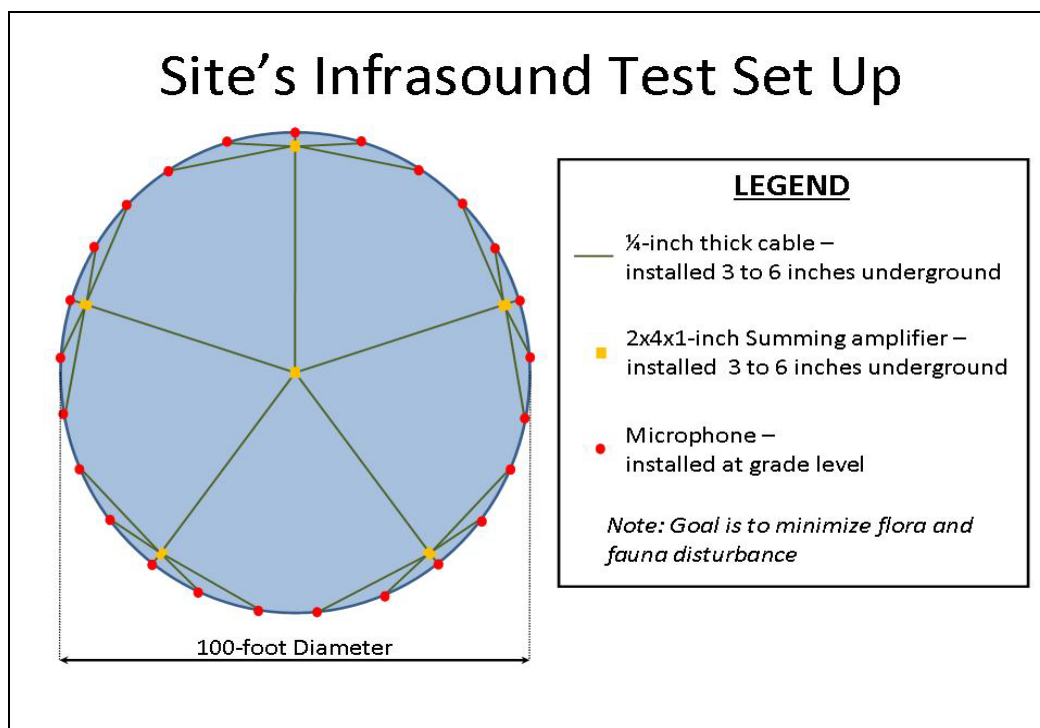 Site's Infrasound Test Set Up
LEGEND
¼-inch thick cable –
installed 3 to 6 inches underground
2x4x1-inch Summing amplifier –
installed 3 to 6 inches underground
Microphone –
installed at grade level
Note: Goal is to minimize flora and
fauna disturbance
100-foot Diameter